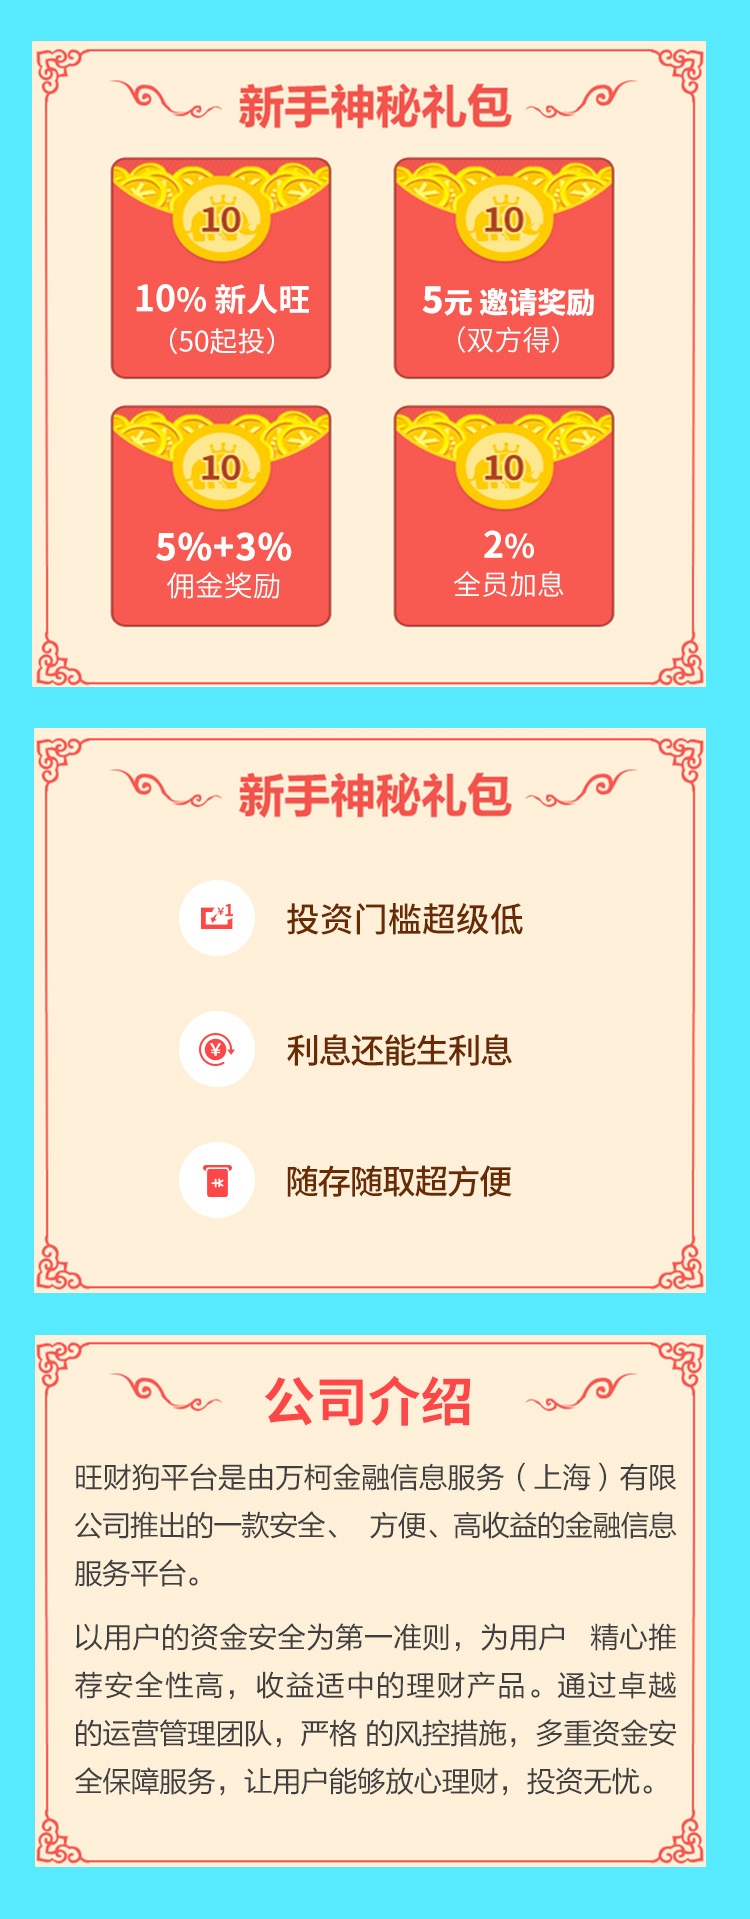 新手神秘礼包
10
10
10% 新人旺
（50起投）
5元 邀请奖励
（双方得）
10
10
5%+3%
佣金奖励
2%
全员加息
新手神秘礼包
¥1
投资门槛超级低
¥
利息还能生利息
随存随取超方便
公司介绍
旺财狗平台是由万柯金融信息服务（上海）有限
公司推出的一款安全、 方便、高收益的金融信息
服务平台。
以用户的资金安全为第一准则，为用户 精心推
荐安全性高，收益适中的理财产品。通过卓越
的运营管理团队，严格 的风控措施，多重资金安
全保障服务，让用户能够放心理财，投资无忧。